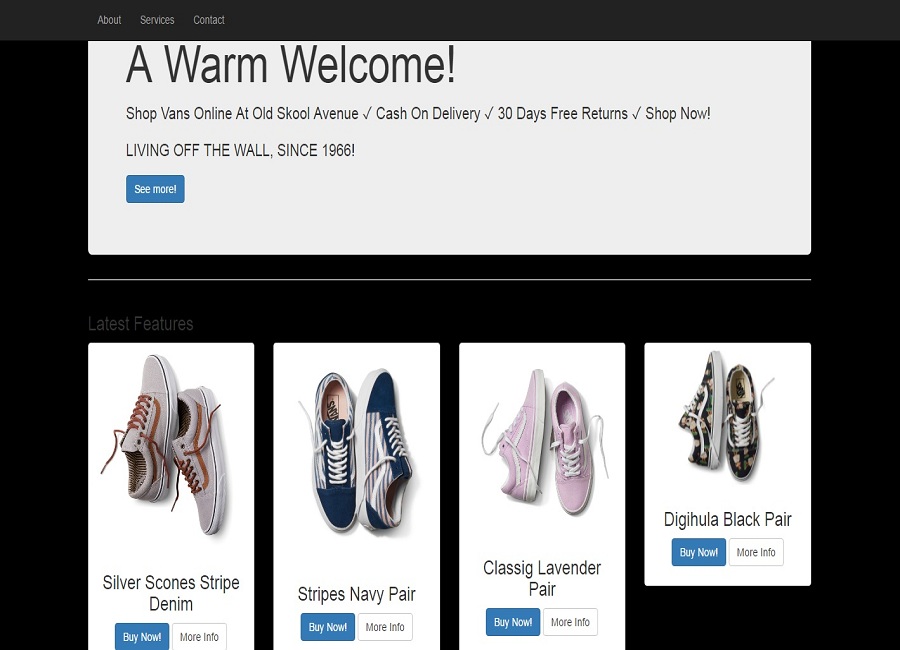 About Services Contact
A Warm Welcome!
Shop Vans Online At Old Skool Avenue √ Cash On Delivery √ 30 Days Free Returns √ Shop Now!
LIVING OFF THE WALL, SINCE 1966!
See more!
Latest Features
Silver Scones Stripe
Denim
Buy Now! More Info
Stripes Navy Pair
Buy Now! More Info
Classig Lavender
Pair
Buy Now! More Info
Digihula Black Pair
Buy Now! More Info